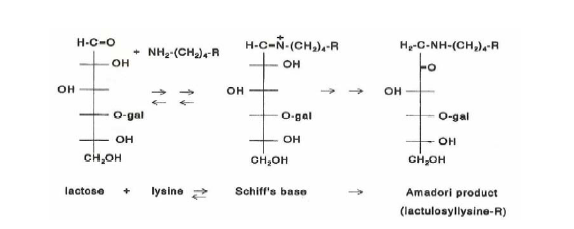 H-C=O + NH₂-(CH₂)₄-R H-C=N⁺-(CH₂)₄-R H₂-C-NH-(CH₂)₄-R
OH OH =O
OH OH OH
O-gal O-gal O-gal
OH OH OH
CH₂OH CH₂OH CH₂OH
lactose + lysine ⇌ Schiff's base → Amadori product
(lactulosyllysine-R)